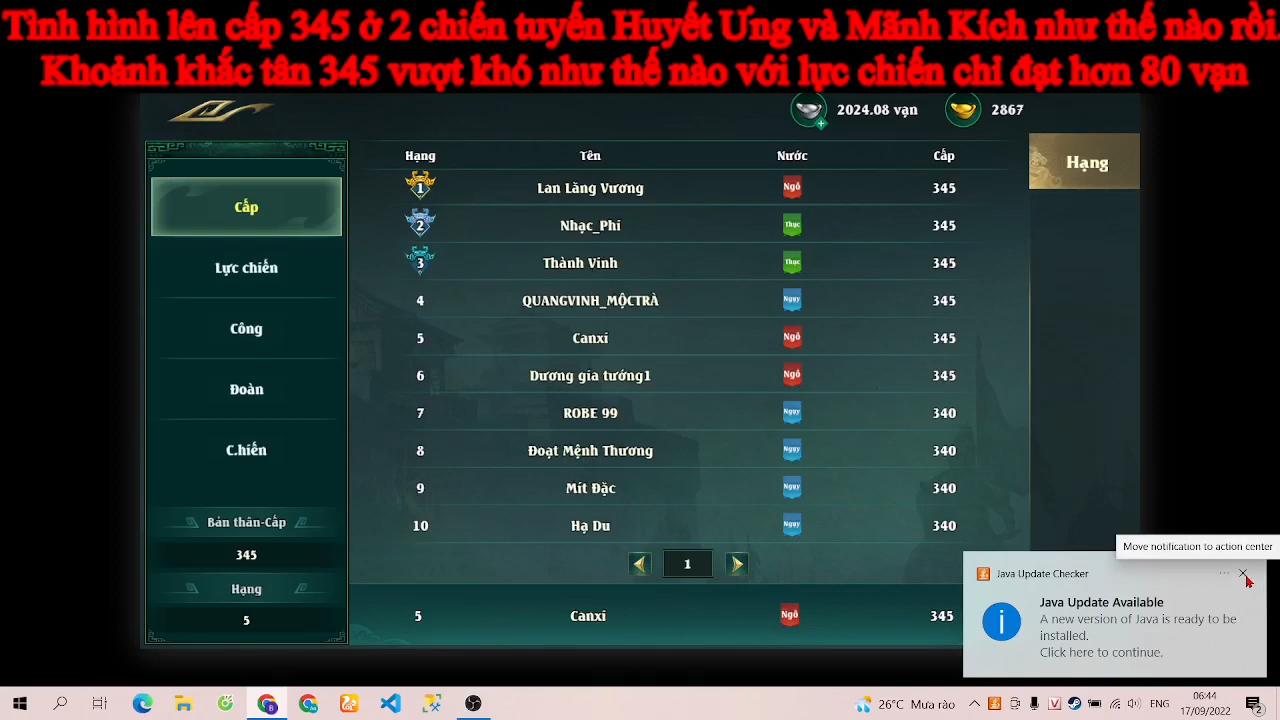 Tình hình lên cấp 345 ở 2 chiến tuyến Huyết Ưng và Mãnh Kích như thế nào rồi.
Khoảnh khắc tân 345 vượt khó như thế nào với lực chiến chỉ đạt hơn 80 vạn
2024.08 vạn 2867
Hạng Tên Nước Cấp
Hạng
Cấp
Lực chiến
Công
Đoàn
C.hiến
Bản thân-Cấp
345
Hạng
5
1 Lan Lăng Vương Ngô 345
2 Nhạc_Phi Thục 345
3 Thành Vinh Thục 345
4 QUANGVINH_MỘCTRÀ Ngụy 345
5 Canxi Ngô 345
6 Dương gia tướng1 Ngô 345
7 ROBE 99 Ngụy 340
8 Đoạt Mệnh Thương Ngụy 340
9 Mít Đặc Ngụy 340
10 Hạ Du Ngụy 340
1
5 Canxi Ngô 345
Move notification to action center
Java Update Checker
Java Update Available
A new version of Java is ready to be
installed.
Click here to continue.
26°C Mưa rào
06:44
17/09/2022
2